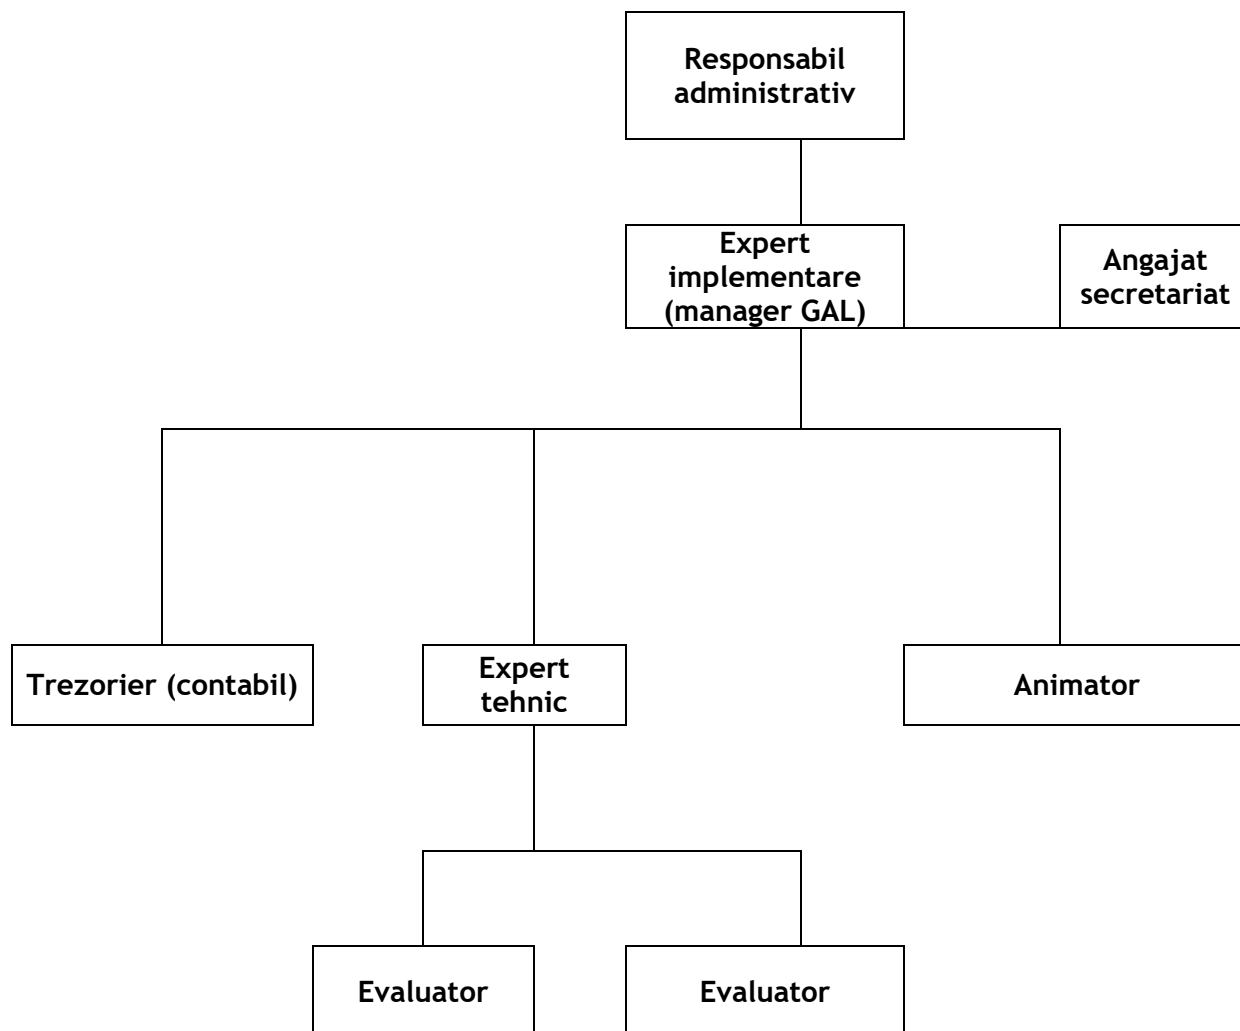 Responsabil
administrativ
Expert
implementare
(manager GAL)
Angajat
secretariat
Trezorier (contabil)
Expert
tehnic
Animator
Evaluator
Evaluator